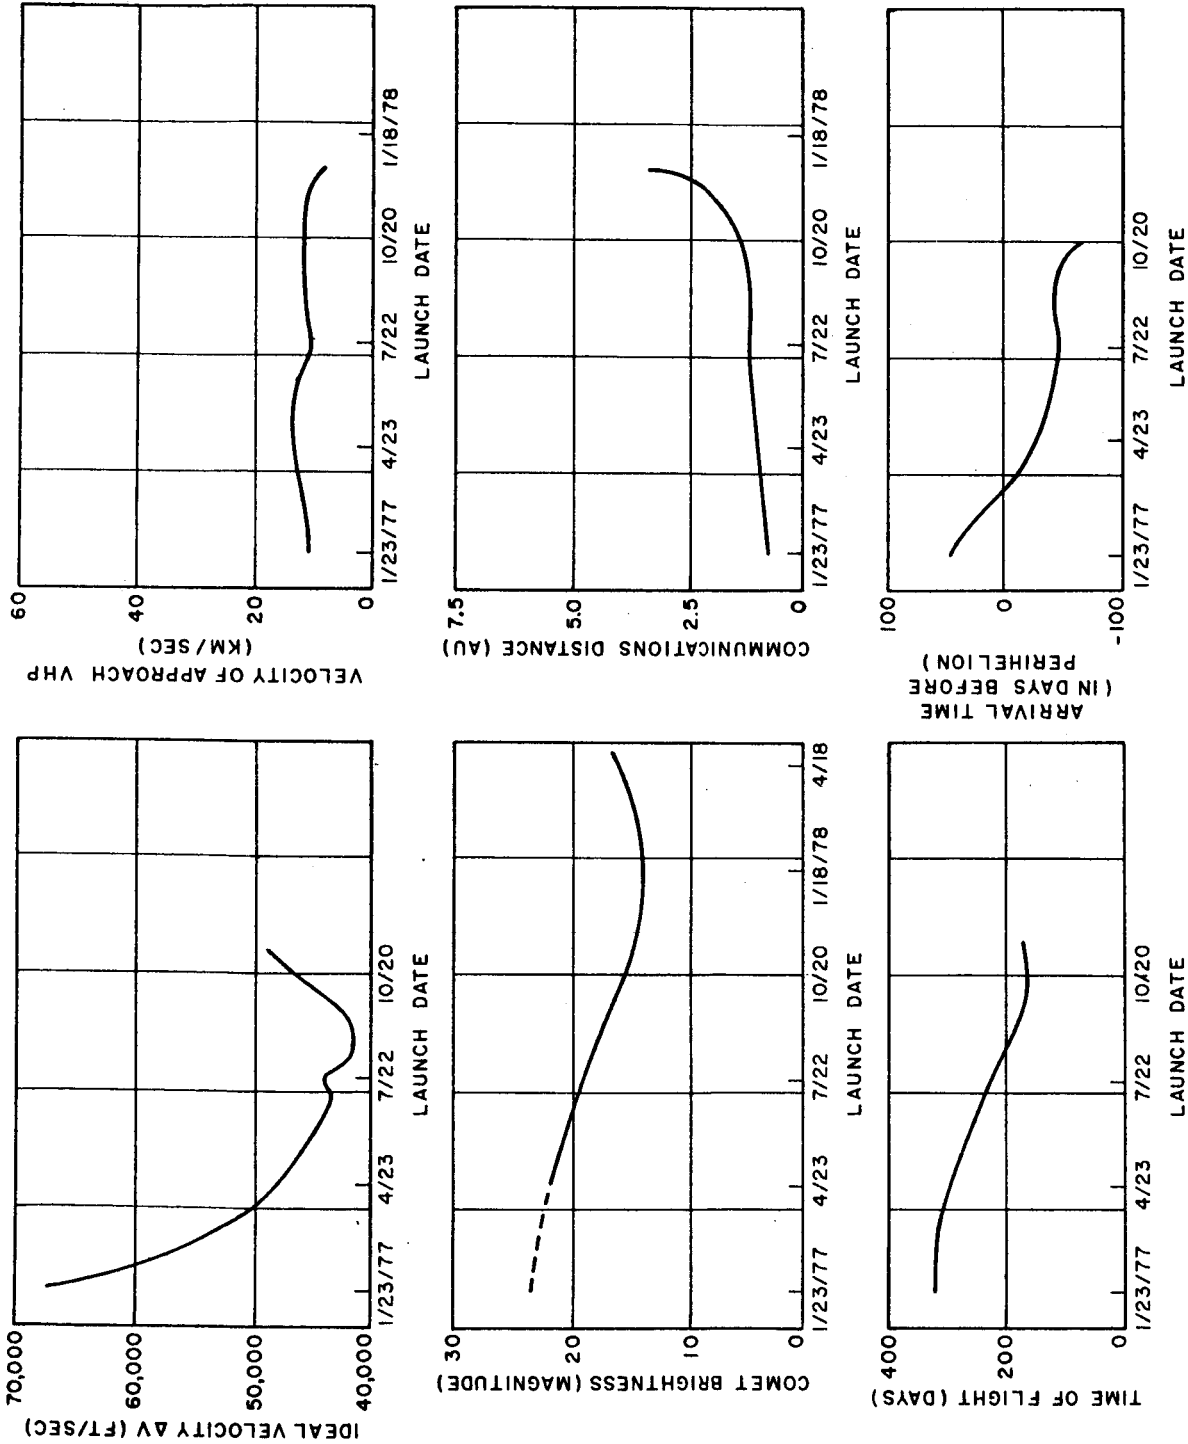 70,000
60,000
50,000
40,000
IDEAL VELOCITY ΔV (FT/SEC)
1/23/77 4/23 7/22 10/20
LAUNCH DATE
60
40
20
0
VELOCITY OF APPROACH VHP
(KM/SEC)
1/23/77 4/23 7/22 10/20 1/18/78
LAUNCH DATE
30
20
10
0
COMET BRIGHTNESS (MAGNITUDE)
1/23/77 4/23 7/22 10/20 1/18/78 4/18
LAUNCH DATE
7.5
5.0
2.5
0
COMMUNICATIONS DISTANCE (AU)
1/23/77 4/23 7/22 10/20 1/18/78
LAUNCH DATE
400
200
0
TIME OF FLIGHT (DAYS)
1/23/77 4/23 7/22 10/20
LAUNCH DATE
100
0
-100
ARRIVAL TIME
(IN DAYS BEFORE
PERIHELION)
1/23/77 4/23 7/22 10/20
LAUNCH DATE